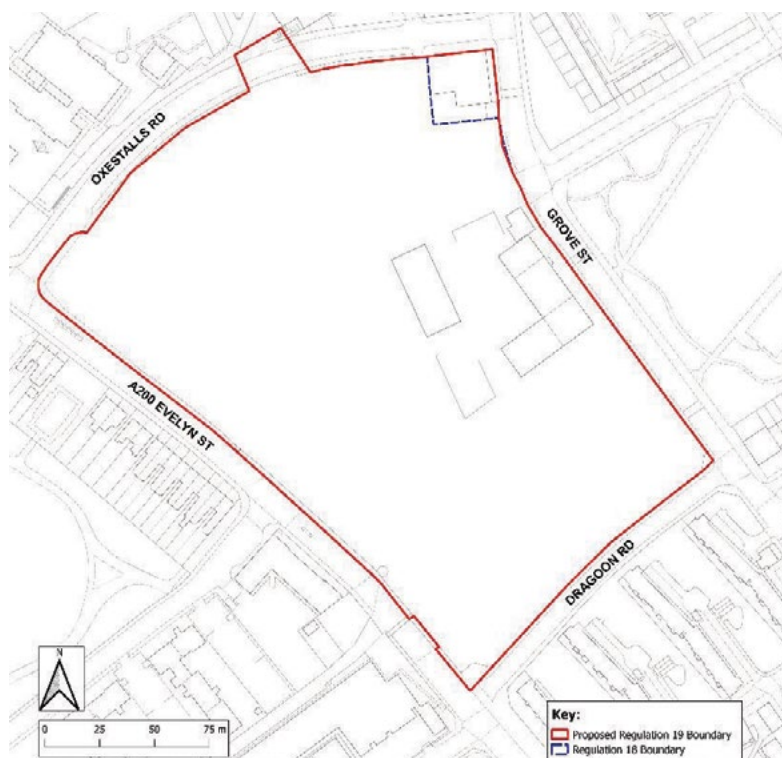 OXESTALLS RD
GROVE ST
A200 EVELYN ST
DRAGOON RD
N
0 25 50 75 m
Key:
Proposed Regulation 19 Boundary
Regulation 18 Boundary